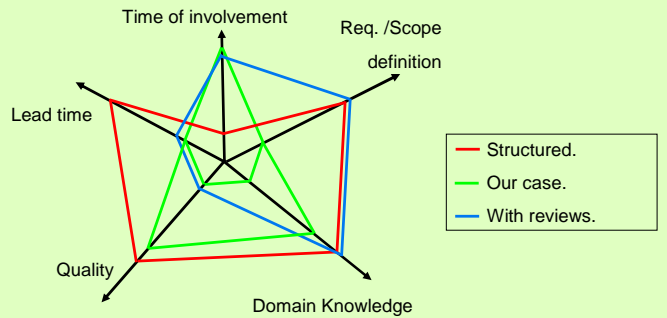 Time of involvement
Req. /Scope
definition
Lead time
Structured.
Our case.
With reviews.
Quality
Domain Knowledge